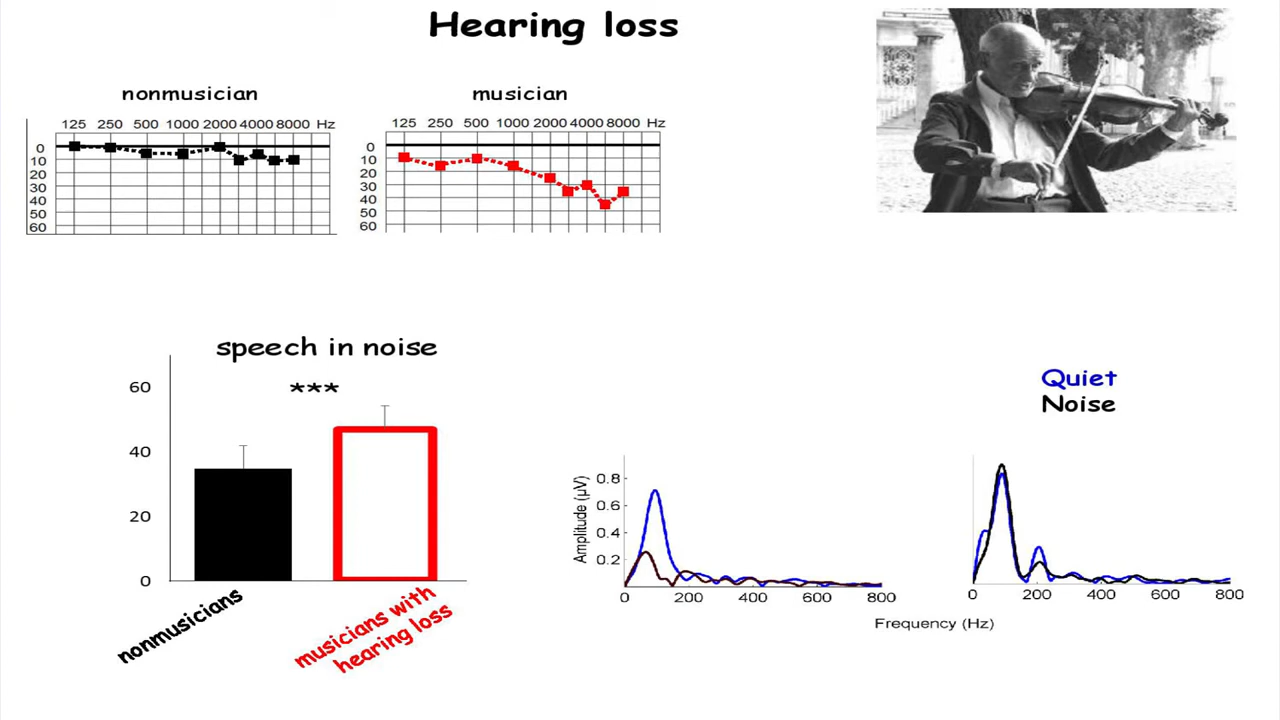 Hearing loss
nonmusician
125 250 500 1000 2000 4000 8000 Hz
0
10
20
30
40
50
60
musician
125 250 500 1000 2000 4000 8000 Hz
0
10
20
30
40
50
60
speech in noise
***
60
40
20
0
nonmusicians
musicians with
hearing loss
Quiet
Noise
Amplitude (µV)
0.8
0.6
0.4
0.2
0 200 400 600 800
0 200 400 600 800
Frequency (Hz)